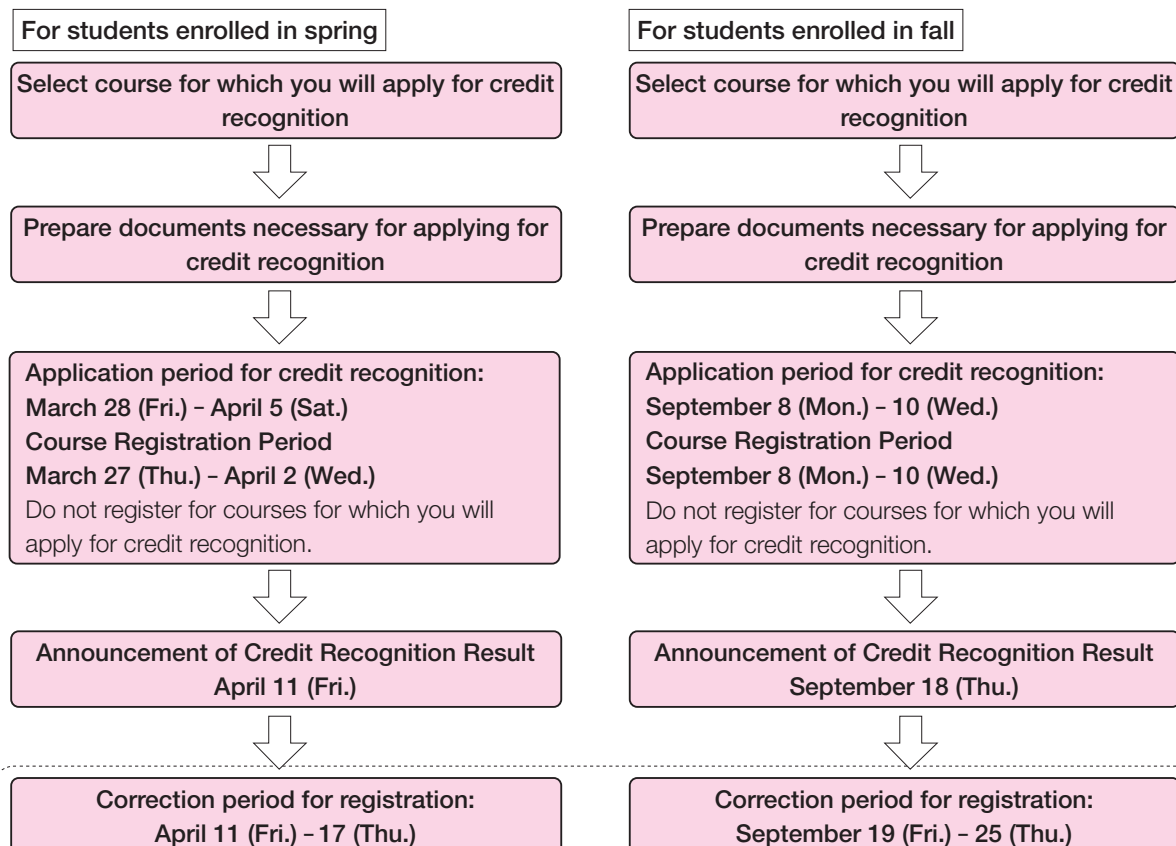 For students enrolled in spring
Select course for which you will apply for credit
recognition
Prepare documents necessary for applying for
credit recognition
Application period for credit recognition:
March 28 (Fri.) – April 5 (Sat.)
Course Registration Period
March 27 (Thu.) – April 2 (Wed.)
Do not register for courses for which you will
apply for credit recognition.
Announcement of Credit Recognition Result
April 11 (Fri.)
Correction period for registration:
April 11 (Fri.) – 17 (Thu.)
For students enrolled in fall
Select course for which you will apply for credit
recognition
Prepare documents necessary for applying for
credit recognition
Application period for credit recognition:
September 8 (Mon.) – 10 (Wed.)
Course Registration Period
September 8 (Mon.) – 10 (Wed.)
Do not register for courses for which you will
apply for credit recognition.
Announcement of Credit Recognition Result
September 18 (Thu.)
Correction period for registration:
September 19 (Fri.) – 25 (Thu.)